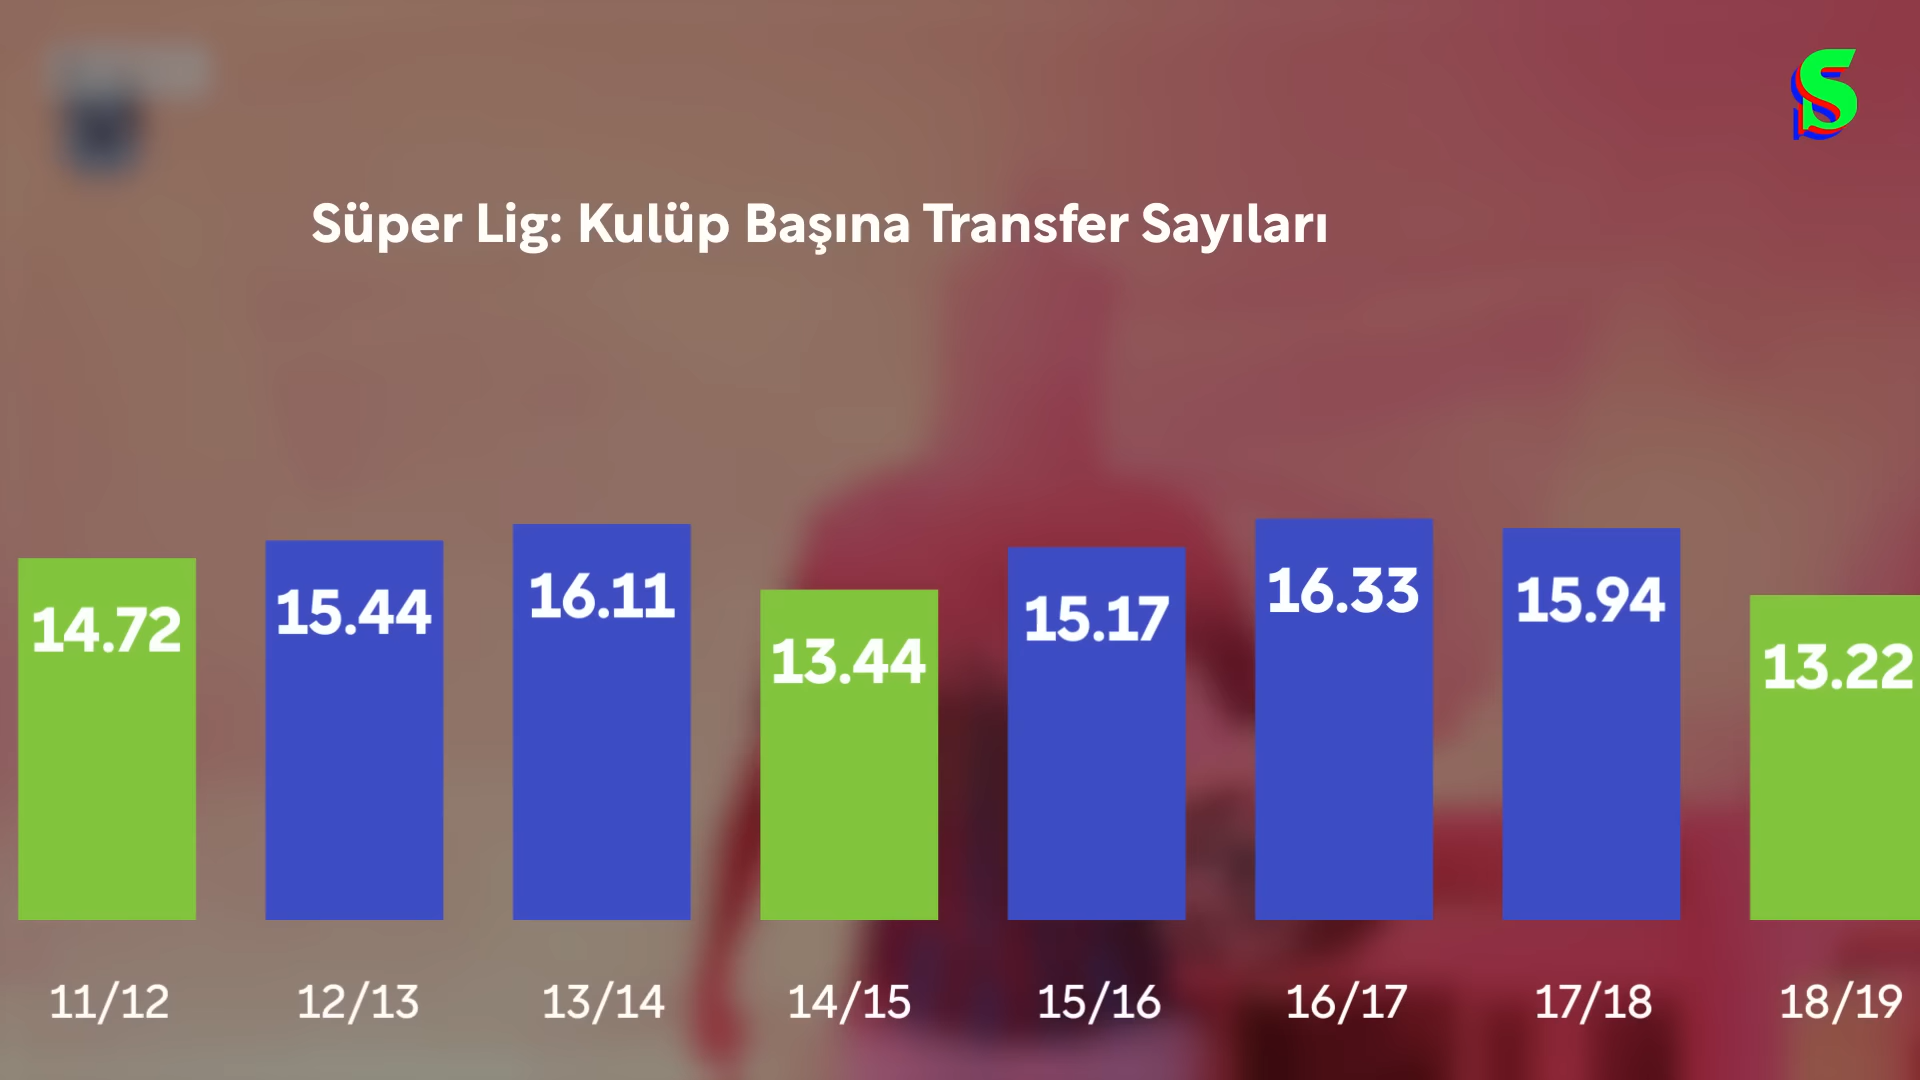 Süper Lig: Kulüp Başına Transfer Sayıları
14.72 15.44 16.11 13.44 15.17 16.33 15.94 13.22
11/12 12/13 13/14 14/15 15/16 16/17 17/18 18/19